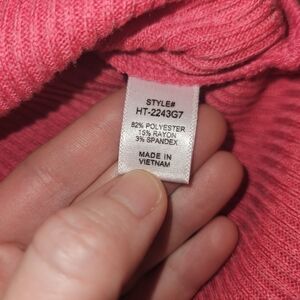 STYLE#
HT-2243G7
82% POLYESTER
15% RAYON
3% SPANDEX
MADE IN
VIETNAM